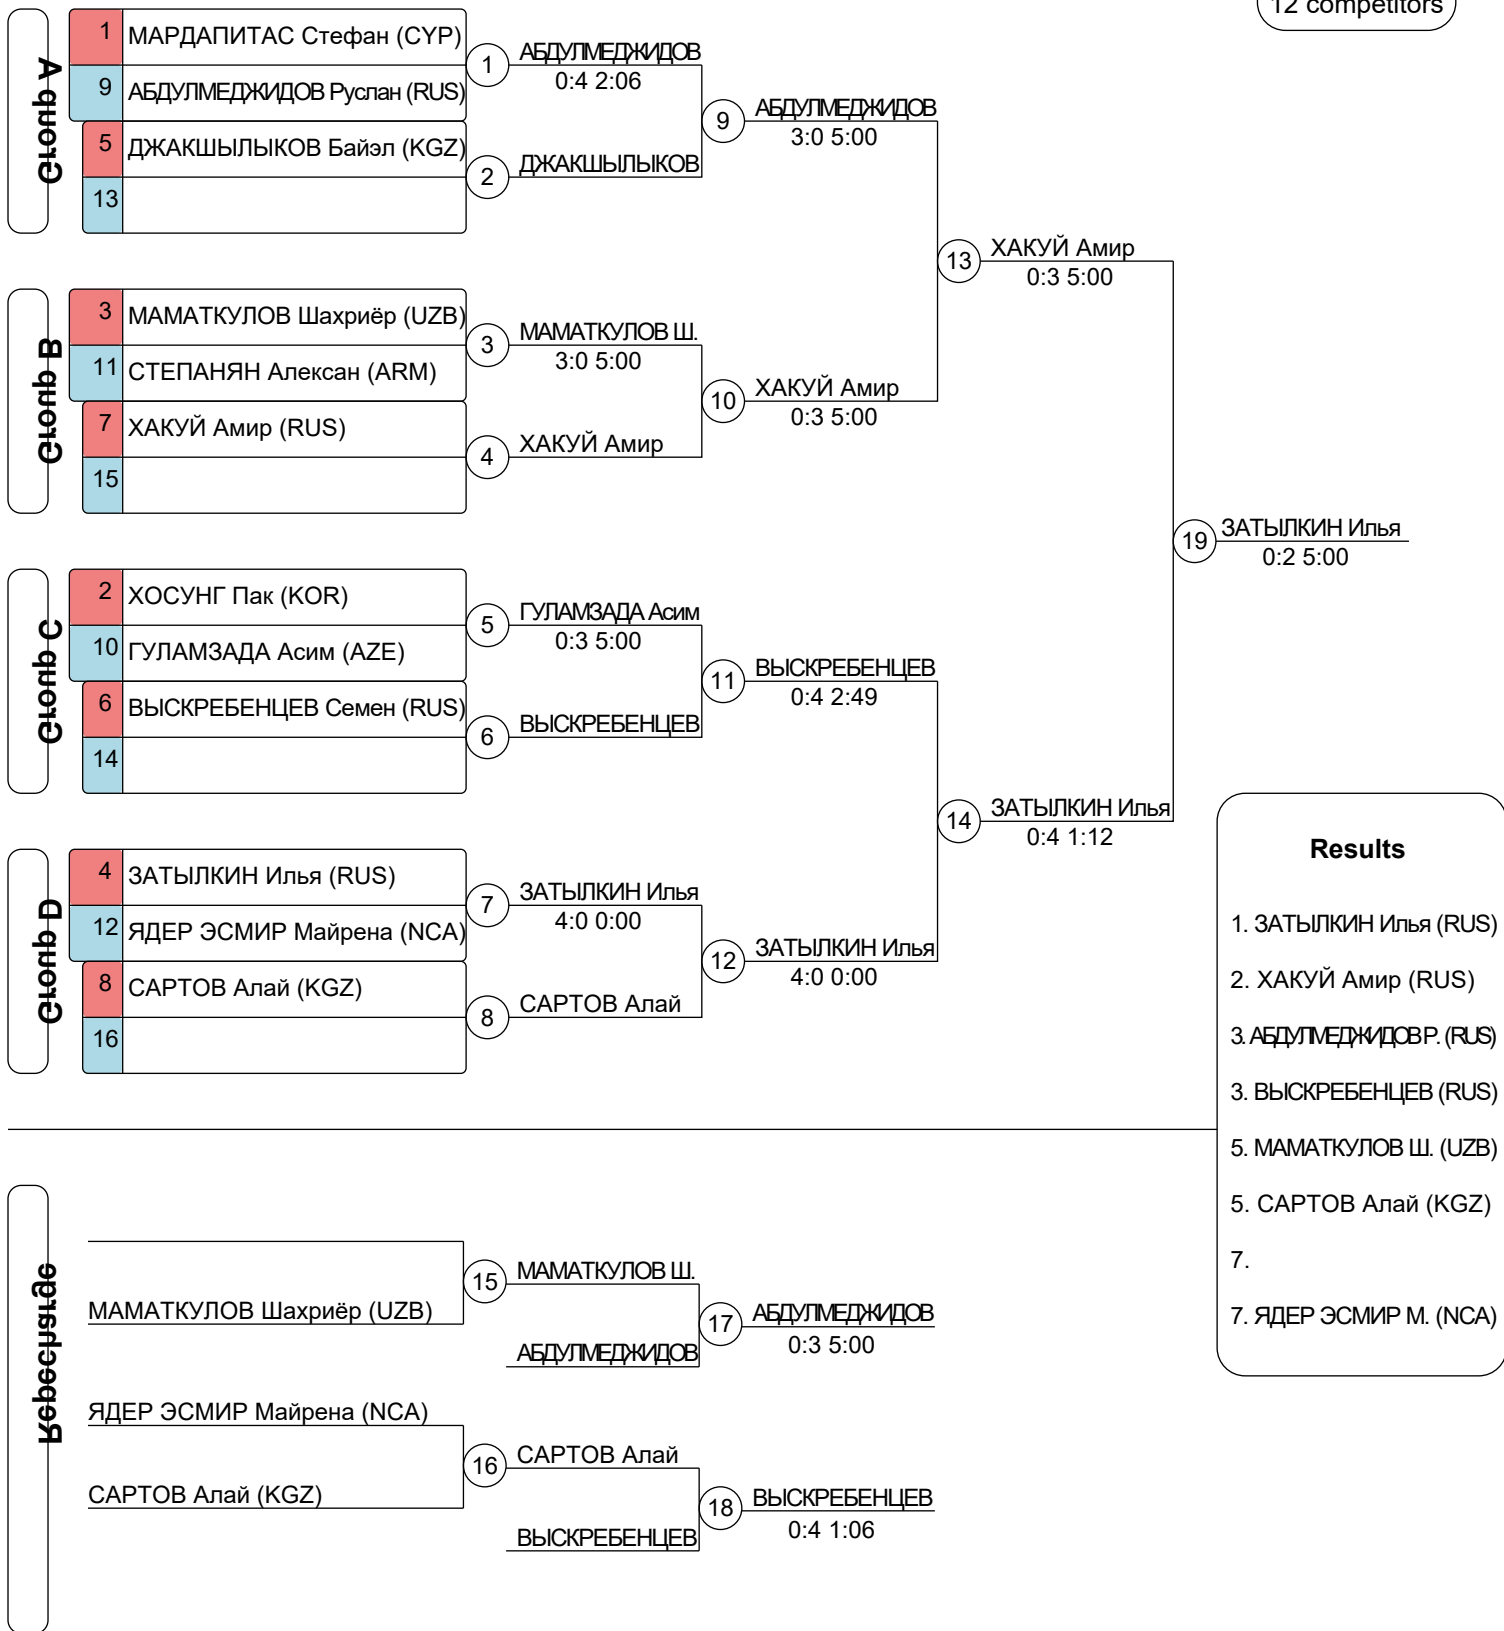 12 competitors
Group A
1 МАРДАПИТАС Стефан (CYP)
9 АБДУЛМЕДЖИДОВ Руслан (RUS)
5 ДЖАКШЫЛЫКОВ Байэл (KGZ)
13
1 АБДУЛМЕДЖИДОВ
0:4 2:06
2 ДЖАКШЫЛЫКОВ
9 АБДУЛМЕДЖИДОВ
3:0 5:00
Group B
3 МАМАТКУЛОВ Шахриёр (UZB)
11 СТЕПАНЯН Алексан (ARM)
7 ХАКУЙ Амир (RUS)
15
3 МАМАТКУЛОВ Ш.
3:0 5:00
4 ХАКУЙ Амир
10 ХАКУЙ Амир
0:3 5:00
13 ХАКУЙ Амир
0:3 5:00
Group C
2 ХОСУНГ Пак (KOR)
10 ГУЛАМЗАДА Асим (AZE)
6 ВЫСКРЕБЕНЦЕВ Семен (RUS)
14
5 ГУЛАМЗАДА Асим
0:3 5:00
6 ВЫСКРЕБЕНЦЕВ
11 ВЫСКРЕБЕНЦЕВ
0:4 2:49
Group D
4 ЗАТЫЛКИН Илья (RUS)
12 ЯДЕР ЭСМИР Майрена (NCA)
8 САРТОВ Алай (KGZ)
16
7 ЗАТЫЛКИН Илья
4:0 0:00
8 САРТОВ Алай
12 ЗАТЫЛКИН Илья
4:0 0:00
14 ЗАТЫЛКИН Илья
0:4 1:12
19 ЗАТЫЛКИН Илья
0:2 5:00
Repechage
МАМАТКУЛОВ Шахриёр (UZB)
15 МАМАТКУЛОВ Ш.
АБДУЛМЕДЖИДОВ
17 АБДУЛМЕДЖИДОВ
0:3 5:00
ЯДЕР ЭСМИР Майрена (NCA)
САРТОВ Алай (KGZ)
16 САРТОВ Алай
ВЫСКРЕБЕНЦЕВ
18 ВЫСКРЕБЕНЦЕВ
0:4 1:06
Results
1. ЗАТЫЛКИН Илья (RUS)
2. ХАКУЙ Амир (RUS)
3. АБДУЛМЕДЖИДОВ Р. (RUS)
3. ВЫСКРЕБЕНЦЕВ (RUS)
5. МАМАТКУЛОВ Ш. (UZB)
5. САРТОВ Алай (KGZ)
7.
7. ЯДЕР ЭСМИР М. (NCA)